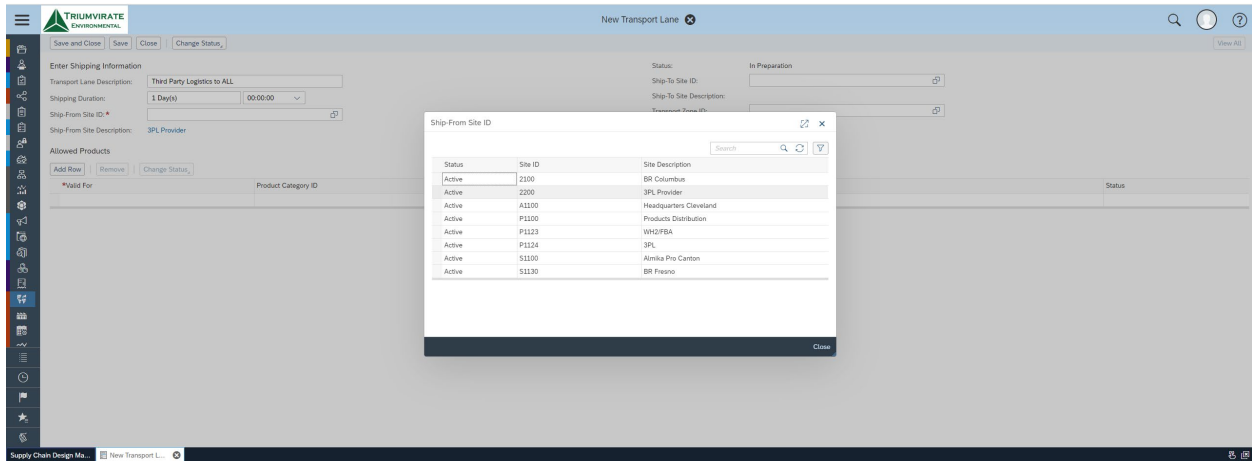 TRIUMVIRATE
ENVIRONMENTAL
New Transport Lane
Save and Close Save Close Change Status
View All
Enter Shipping Information
Status: In Preparation
Transport Lane Description: Third Party Logistics to ALL
Ship-To Site ID:
Shipping Duration: 1 Day(s) 00:00:00
Ship-To Site Description:
Ship-From Site ID: *
Transport Zone ID:
Ship-From Site Description: 3PL Provider
Allowed Products
Add Row Remove Change Status
*Valid For Product Category ID Status
Ship-From Site ID
Search
Status Site ID Site Description
Active 2100 BR Columbus
Active 2200 3PL Provider
Active A1100 Headquarters Cleveland
Active P1100 Products Distribution
Active P1123 WH2/FBA
Active P1124 3PL
Active S1100 Almika Pro Canton
Active S1130 BR Fresno
Close
Supply Chain Design Ma... New Transport L...